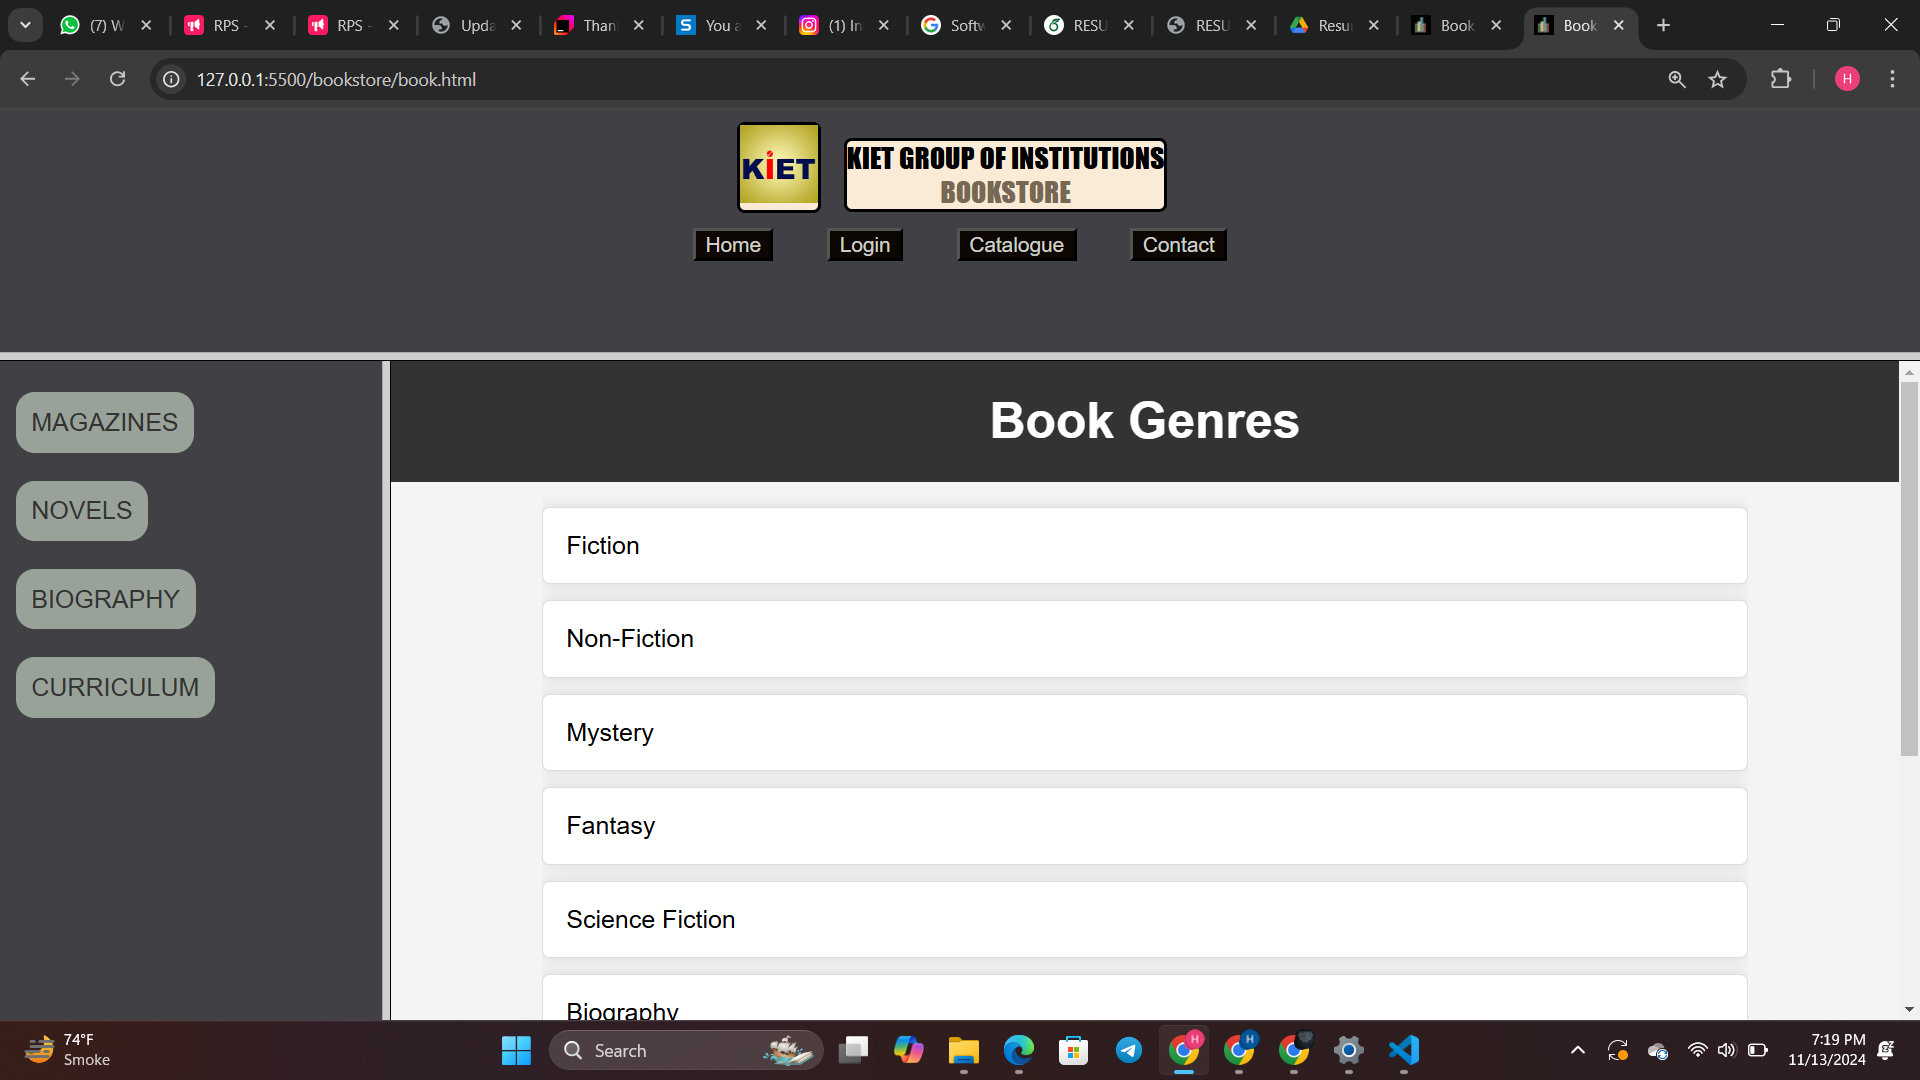 (7) W
RPS -
RPS -
Upda
Than
You a
(1) In
Softw
RESU
RESU
Resu
Book
Book
127.0.0.1:5500/bookstore/book.html
H
KiET
KIET GROUP OF INSTITUTIONS
BOOKSTORE
Home
Login
Catalogue
Contact
MAGAZINES
NOVELS
BIOGRAPHY
CURRICULUM
Book Genres
Fiction
Non-Fiction
Mystery
Fantasy
Science Fiction
Biography
74°F
Smoke
Search
H
H
7:19 PM
11/13/2024